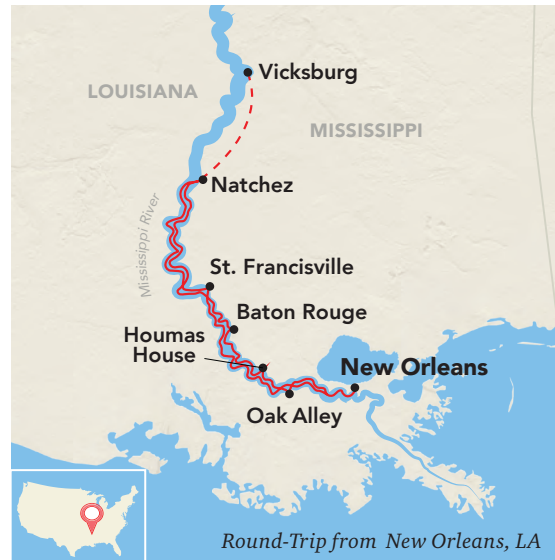 Vicksburg
LOUISIANA
MISSISSIPPI
Natchez
Mississippi River
St. Francisville
Baton Rouge
Houmas
House
New Orleans
Oak Alley
Round-Trip from New Orleans, LA